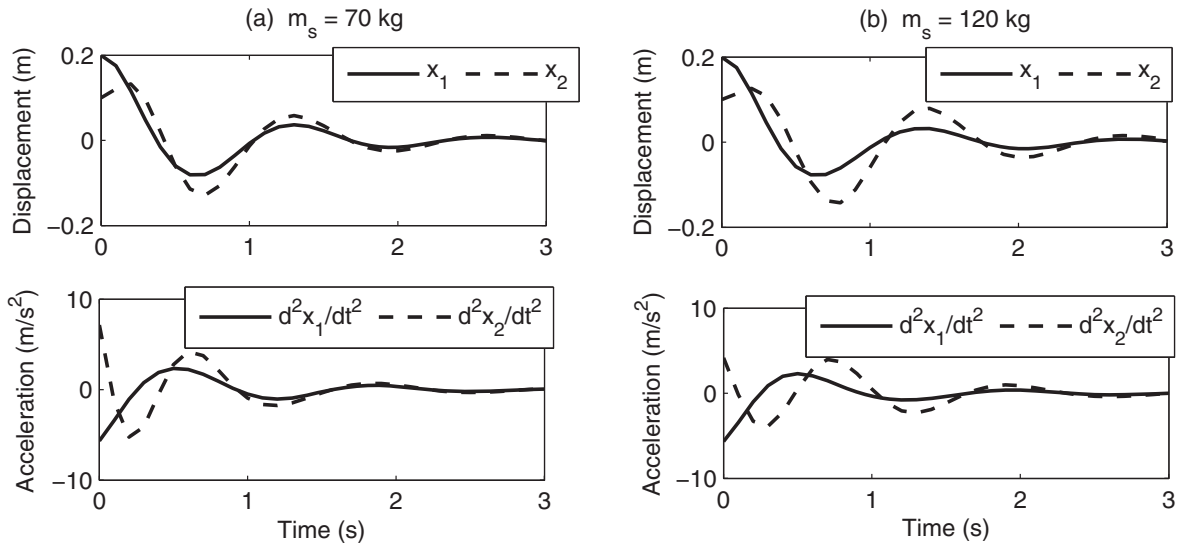 (a) m_s = 70 kg
Displacement (m)
0.2
0
−0.2
x_1 x_2
0 1 2 3
Acceleration (m/s^2)
10
0
−10
d^2x_1/dt^2 d^2x_2/dt^2
0 1 2 3
Time (s)
(b) m_s = 120 kg
Displacement (m)
0.2
0
−0.2
x_1 x_2
0 1 2 3
Acceleration (m/s^2)
10
0
−10
d^2x_1/dt^2 d^2x_2/dt^2
0 1 2 3
Time (s)